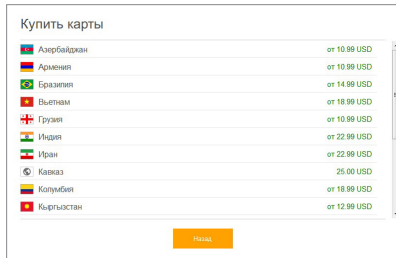 Купить карты
Азербайджан от 10.99 USD
Армения от 10.99 USD
Бразилия от 14.99 USD
Вьетнам от 18.99 USD
Грузия от 10.99 USD
Индия от 22.99 USD
Иран от 22.99 USD
Кавказ 25.00 USD
Колумбия от 18.99 USD
Кыргызстан от 12.99 USD
Назад